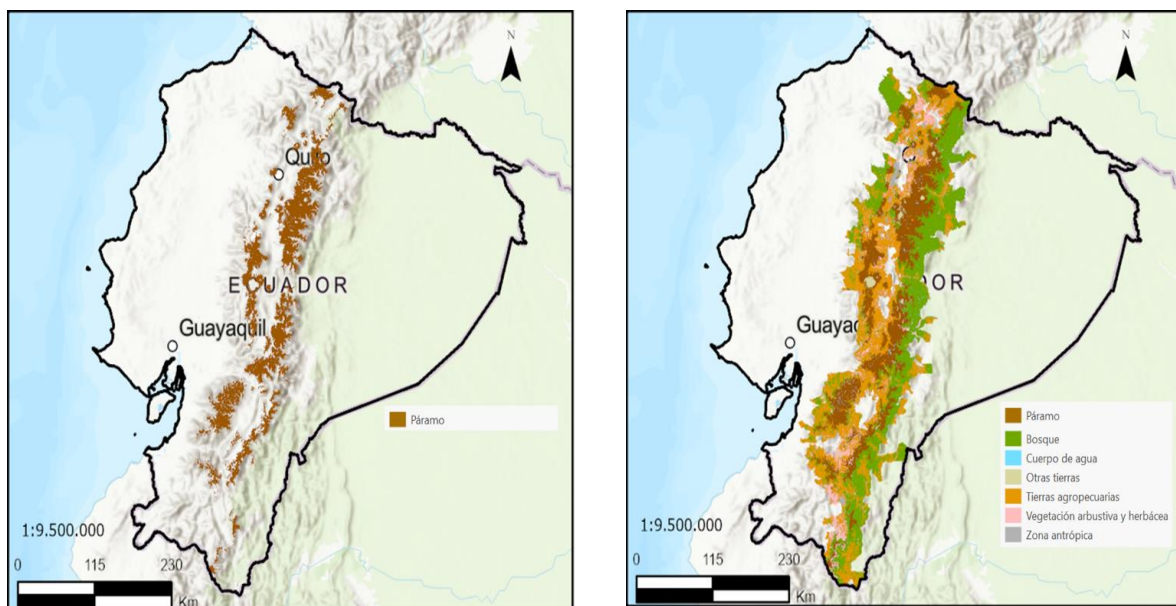 N
Quito
ECUADOR
Guayaquil
Páramo
1:9.500.000
0 115 230
Km
N
DOR
Guayaq
Páramo
Bosque
Cuerpo de agua
Otras tierras
Tierras agropecuarias
Vegetación arbustiva y herbácea
Zona antrópica
1:9.500.000
0 115 230
Km